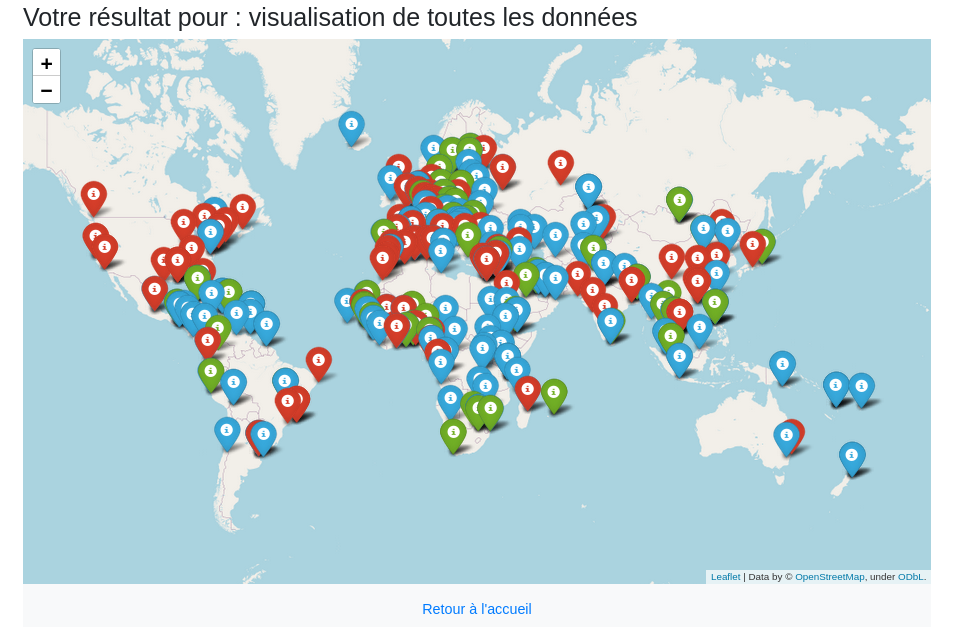 Votre résultat pour : visualisation de toutes les données
+
−
Leaflet | Data by © OpenStreetMap, under ODbL.
Retour à l'accueil